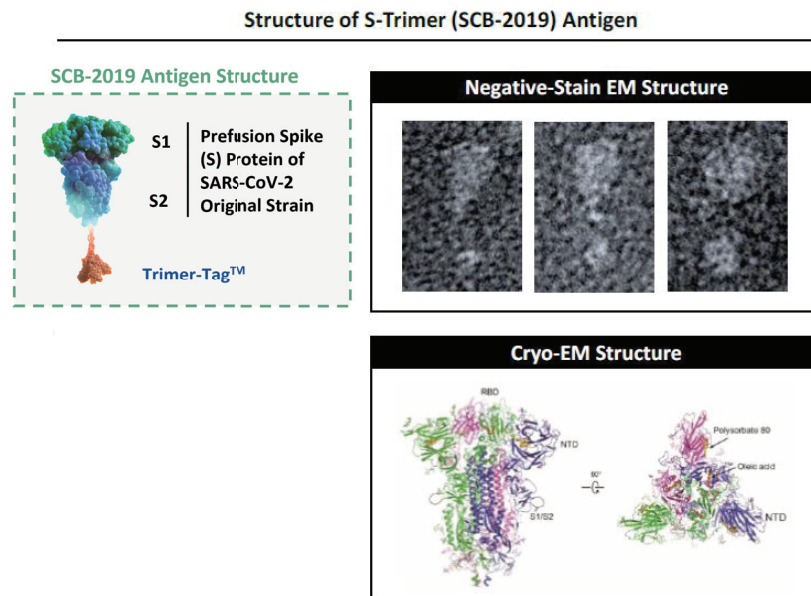 Structure of S-Trimer (SCB-2019) Antigen
SCB-2019 Antigen Structure
S1
S2
Prefusion Spike
(S) Protein of
SARS-CoV-2
Original Strain
Trimer-Tag™
Negative-Stain EM Structure
Cryo-EM Structure
RBD
NTD
S1/S2
90°
Polysorbate 80
Oleic acid
NTD